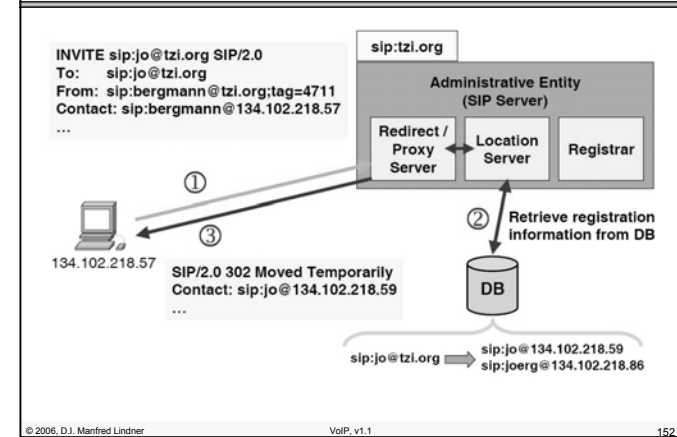 INVITE sip:jo@tzi.org SIP/2.0
To: sip:jo@tzi.org
From: sip:bergmann@tzi.org;tag=4711
Contact: sip:bergmann@134.102.218.57
…
sip:tzi.org
Administrative Entity
(SIP Server)
Redirect /
Proxy
Server
Location
Server
Registrar
①
②
Retrieve registration
information from DB
③
134.102.218.57
SIP/2.0 302 Moved Temporarily
Contact: sip:jo@134.102.218.59
…
DB
sip:jo@tzi.org
sip:jo@134.102.218.59
sip:joerg@134.102.218.86
© 2006, D.I. Manfred Lindner
VoIP, v1.1
152